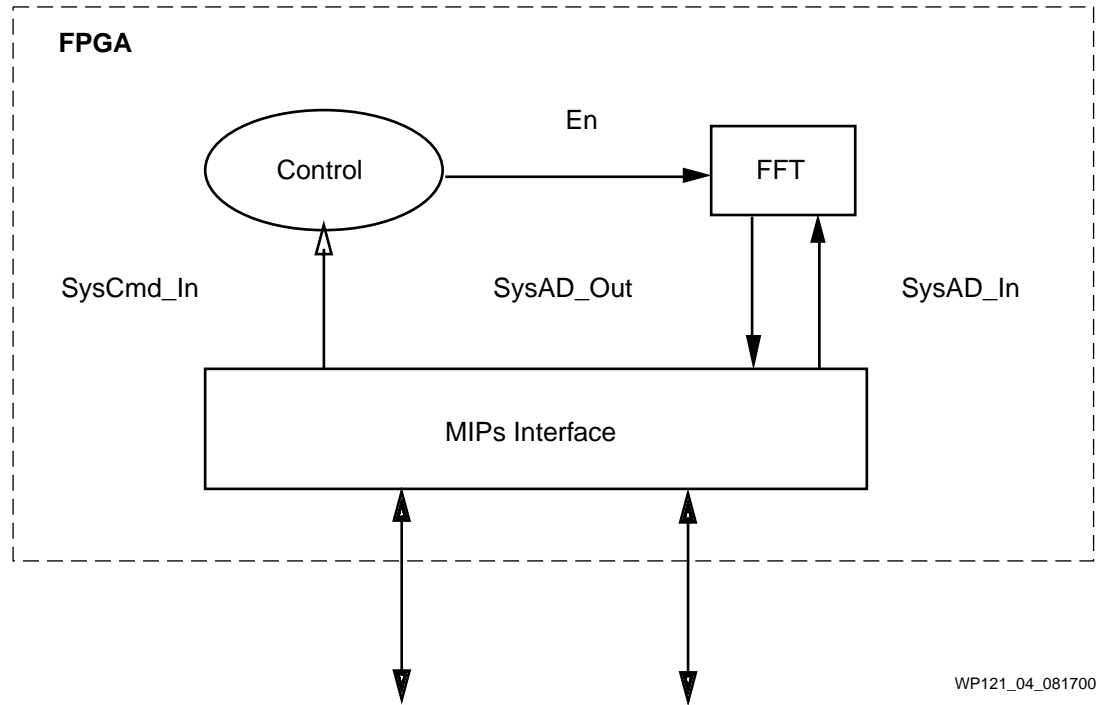 FPGA
En
Control
FFT
SysCmd_In
SysAD_Out
SysAD_In
MIPs Interface
WP121_04_081700